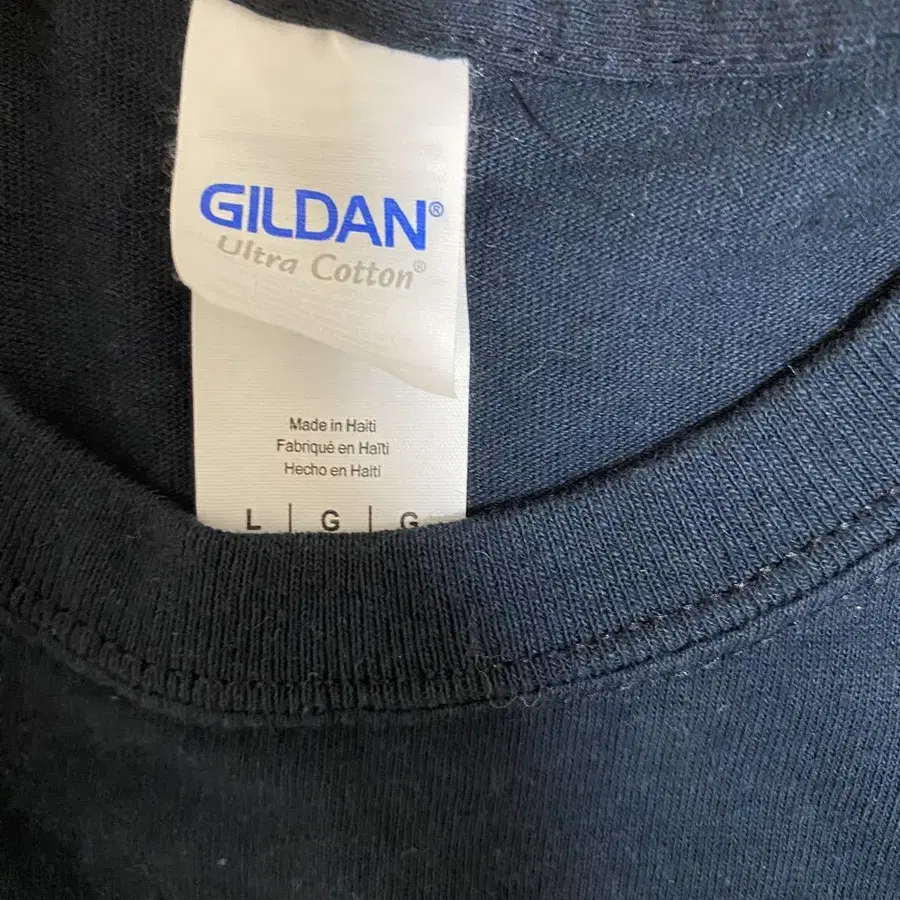 GILDAN®
Ultra Cotton®
Made in Haiti
Fabriqué en Haïti
Hecho en Haití
L | G | G